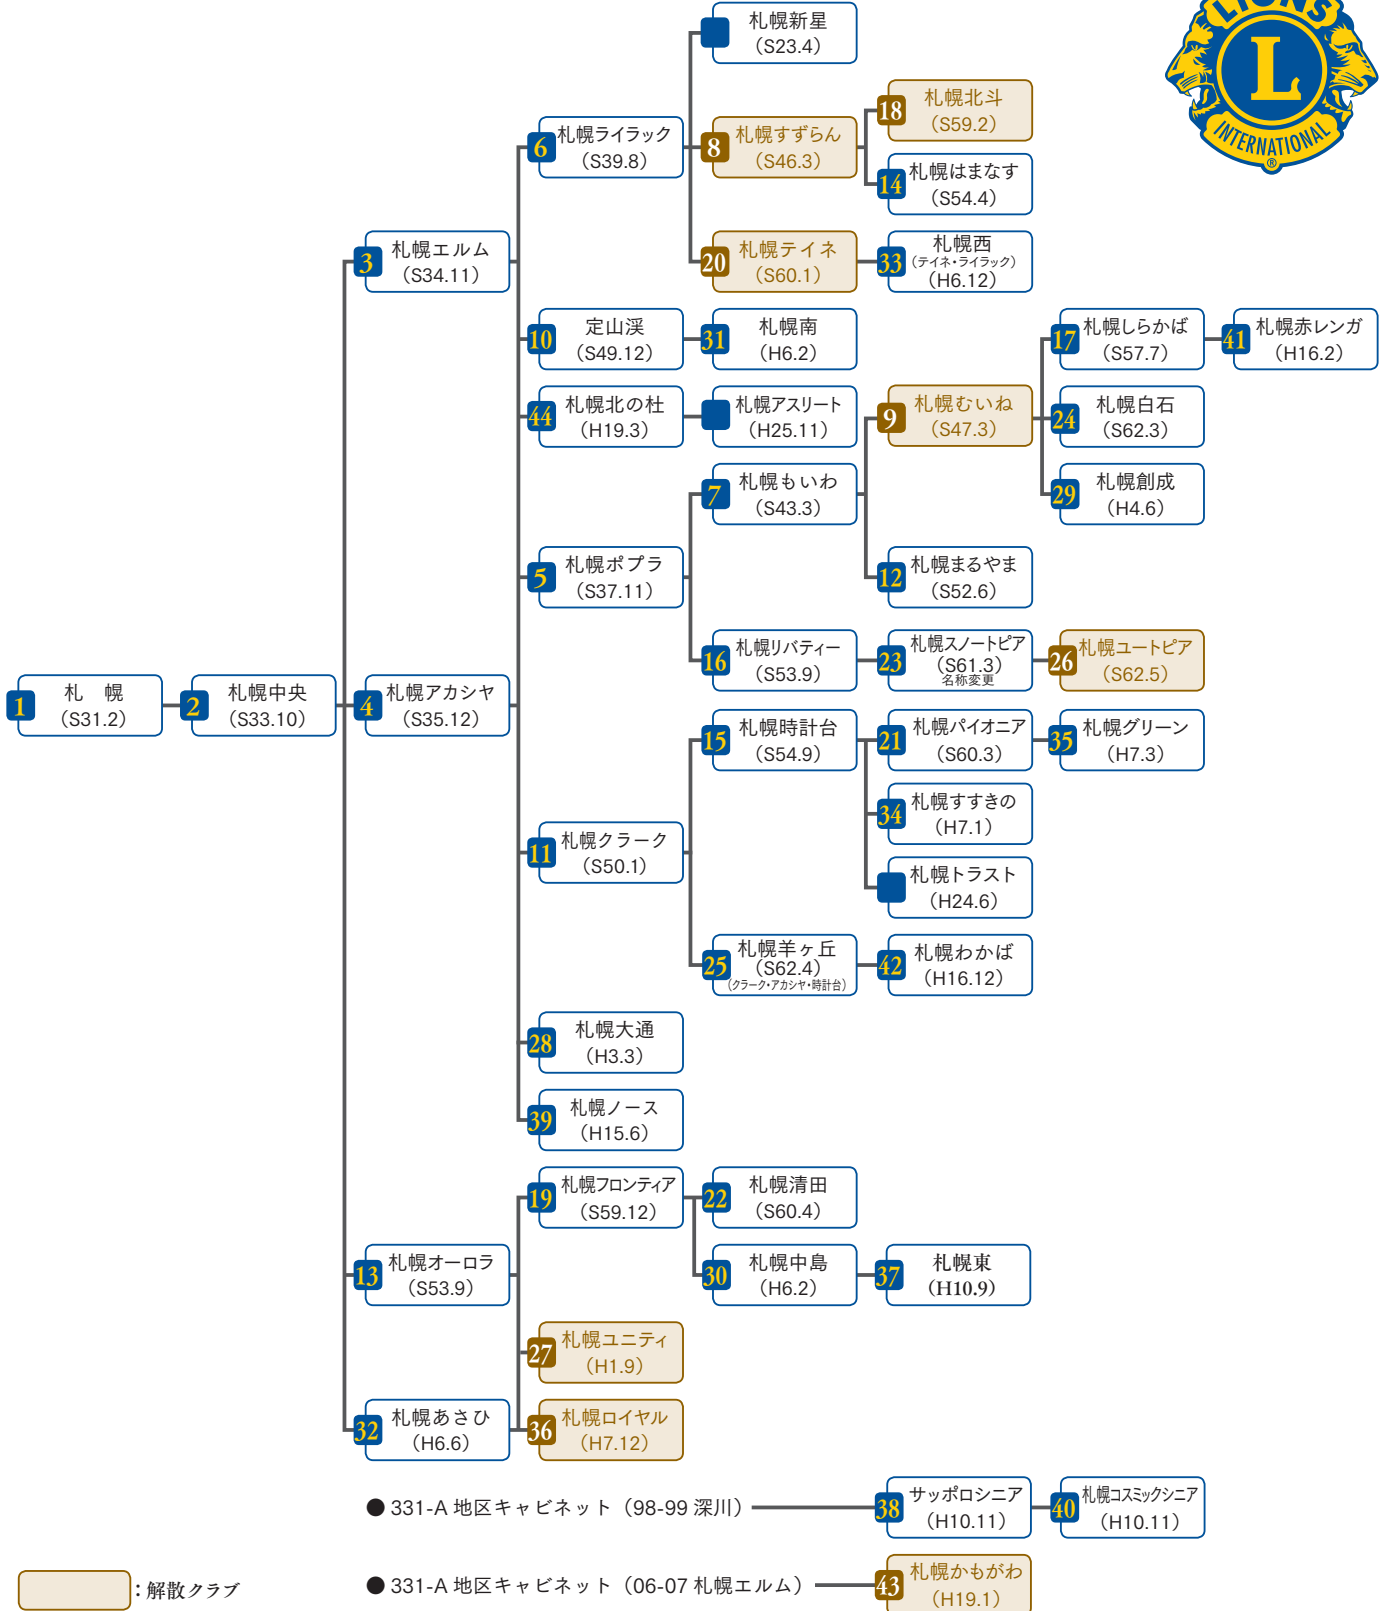 LIONS
L
INTERNATIONAL
®
札幌新星
(S23.4)
18
札幌北斗
(S59.2)
6
札幌ライラック
(S39.8)
8
札幌すずらん
(S46.3)
14
札幌はまなす
(S54.4)
3
札幌エルム
(S34.11)
20
札幌テイネ
(S60.1)
33
札幌西
(テイネ・ライラック)
(H6.12)
10
定山渓
(S49.12)
31
札幌南
(H6.2)
17
札幌しらかば
(S57.7)
41
札幌赤レンガ
(H16.2)
44
札幌北の杜
(H19.3)
札幌アスリート
(H25.11)
9
札幌むいね
(S47.3)
24
札幌白石
(S62.3)
7
札幌もいわ
(S43.3)
29
札幌創成
(H4.6)
5
札幌ポプラ
(S37.11)
12
札幌まるやま
(S52.6)
16
札幌リバティー
(S53.9)
23
札幌スノートピア
(S61.3)
名称変更
26
札幌ユートピア
(S62.5)
1
札 幌
(S31.2)
2
札幌中央
(S33.10)
4
札幌アカシヤ
(S35.12)
15
札幌時計台
(S54.9)
21
札幌パイオニア
(S60.3)
35
札幌グリーン
(H7.3)
34
札幌すすきの
(H7.1)
11
札幌クラーク
(S50.1)
札幌トラスト
(H24.6)
25
札幌羊ヶ丘
(S62.4)
(クラーク・アカシヤ・時計台)
42
札幌わかば
(H16.12)
28
札幌大通
(H3.3)
39
札幌ノース
(H15.6)
19
札幌フロンティア
(S59.12)
22
札幌清田
(S60.4)
13
札幌オーロラ
(S53.9)
30
札幌中島
(H6.2)
37
札幌東
(H10.9)
27
札幌ユニティ
(H1.9)
32
札幌あさひ
(H6.6)
36
札幌ロイヤル
(H7.12)
● 331-A 地区キャビネット(98-99 深川)
38
サッポロシニア
(H10.11)
40
札幌コスミックシニア
(H10.11)
● 331-A 地区キャビネット(06-07 札幌エルム)
43
札幌かもがわ
(H19.1)
:解散クラブ